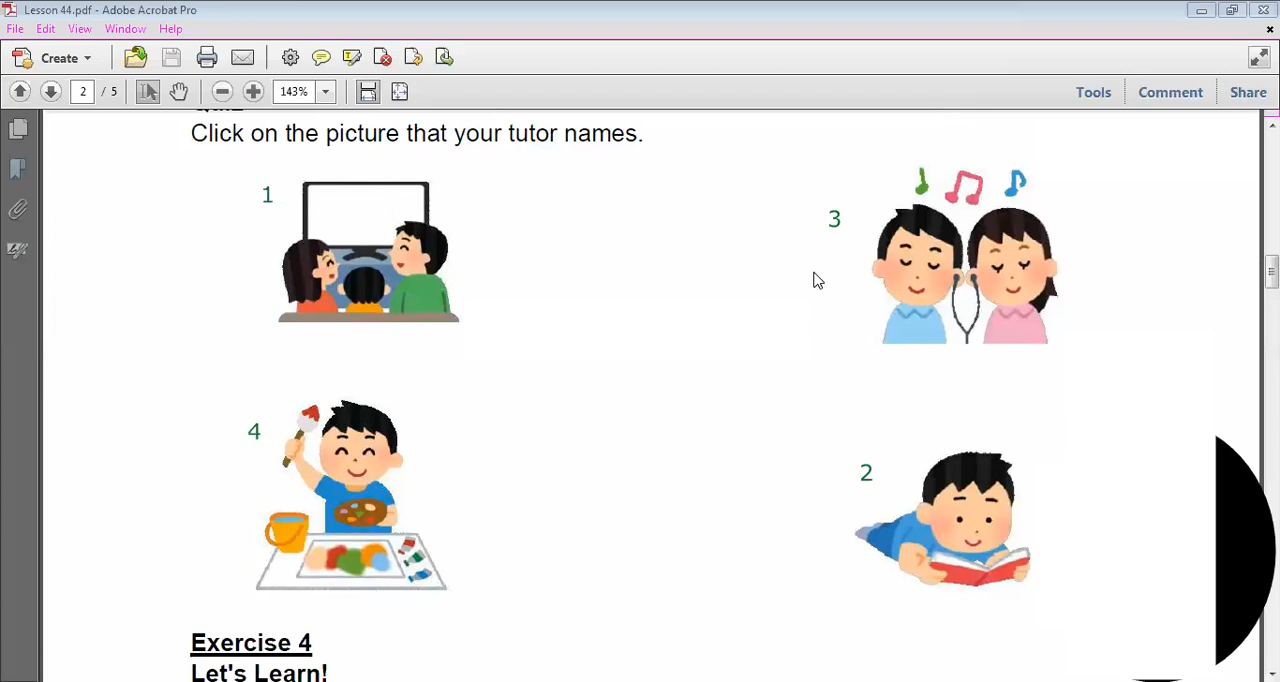 Lesson 44.pdf - Adobe Acrobat Pro
File Edit View Window Help
Create
2 / 5
143%
Tools Comment Share
Click on the picture that your tutor names.
1
3
4
2
Exercise 4
Let's Learn!